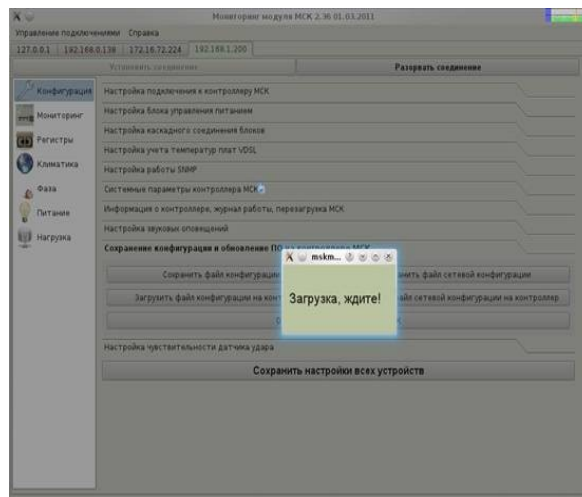 Мониторинг модуля МСК 2.36 01.03.2011
Управление подключениями Справка
127.0.0.1 192.168.0.138 172.16.72.224 192.168.1.200
Установить соединение Разорвать соединение
Конфигурация
Мониторинг
Регистры
Климатика
Фаза
Питание
Нагрузка
Настройка подключения к контроллеру МСК
Настройка блока управления питанием
Настройка каскадного соединения блоков
Настройка учета температур плат VDSL
Настройка работы SNMP
Системные параметры контроллера МСК
Информация о контроллере, журнал работы, перезагрузка МСК
Настройка звуковых оповещений
Сохранение конфигурации и обновление ПО на контроллере МСК
Сохранить файл конфигурации
файл сетевой конфигурации
Загрузить файл конфигурации на
сетевой конфигурации на контроллер
mskm...
Загрузка, ждите!
Настройка чувствительности датчика удара
Сохранить настройки всех устройств